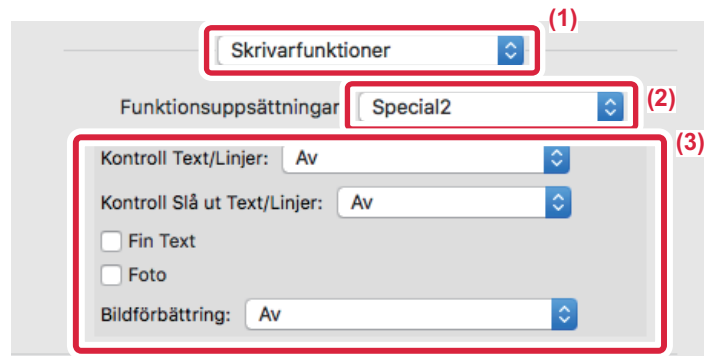 (1)
Skrivarfunktioner
Funktionsuppsättningar Special2 (2)
(3)
Kontroll Text/Linjer: Av
Kontroll Slå ut Text/Linjer: Av
Fin Text
Foto
Bildförbättring: Av